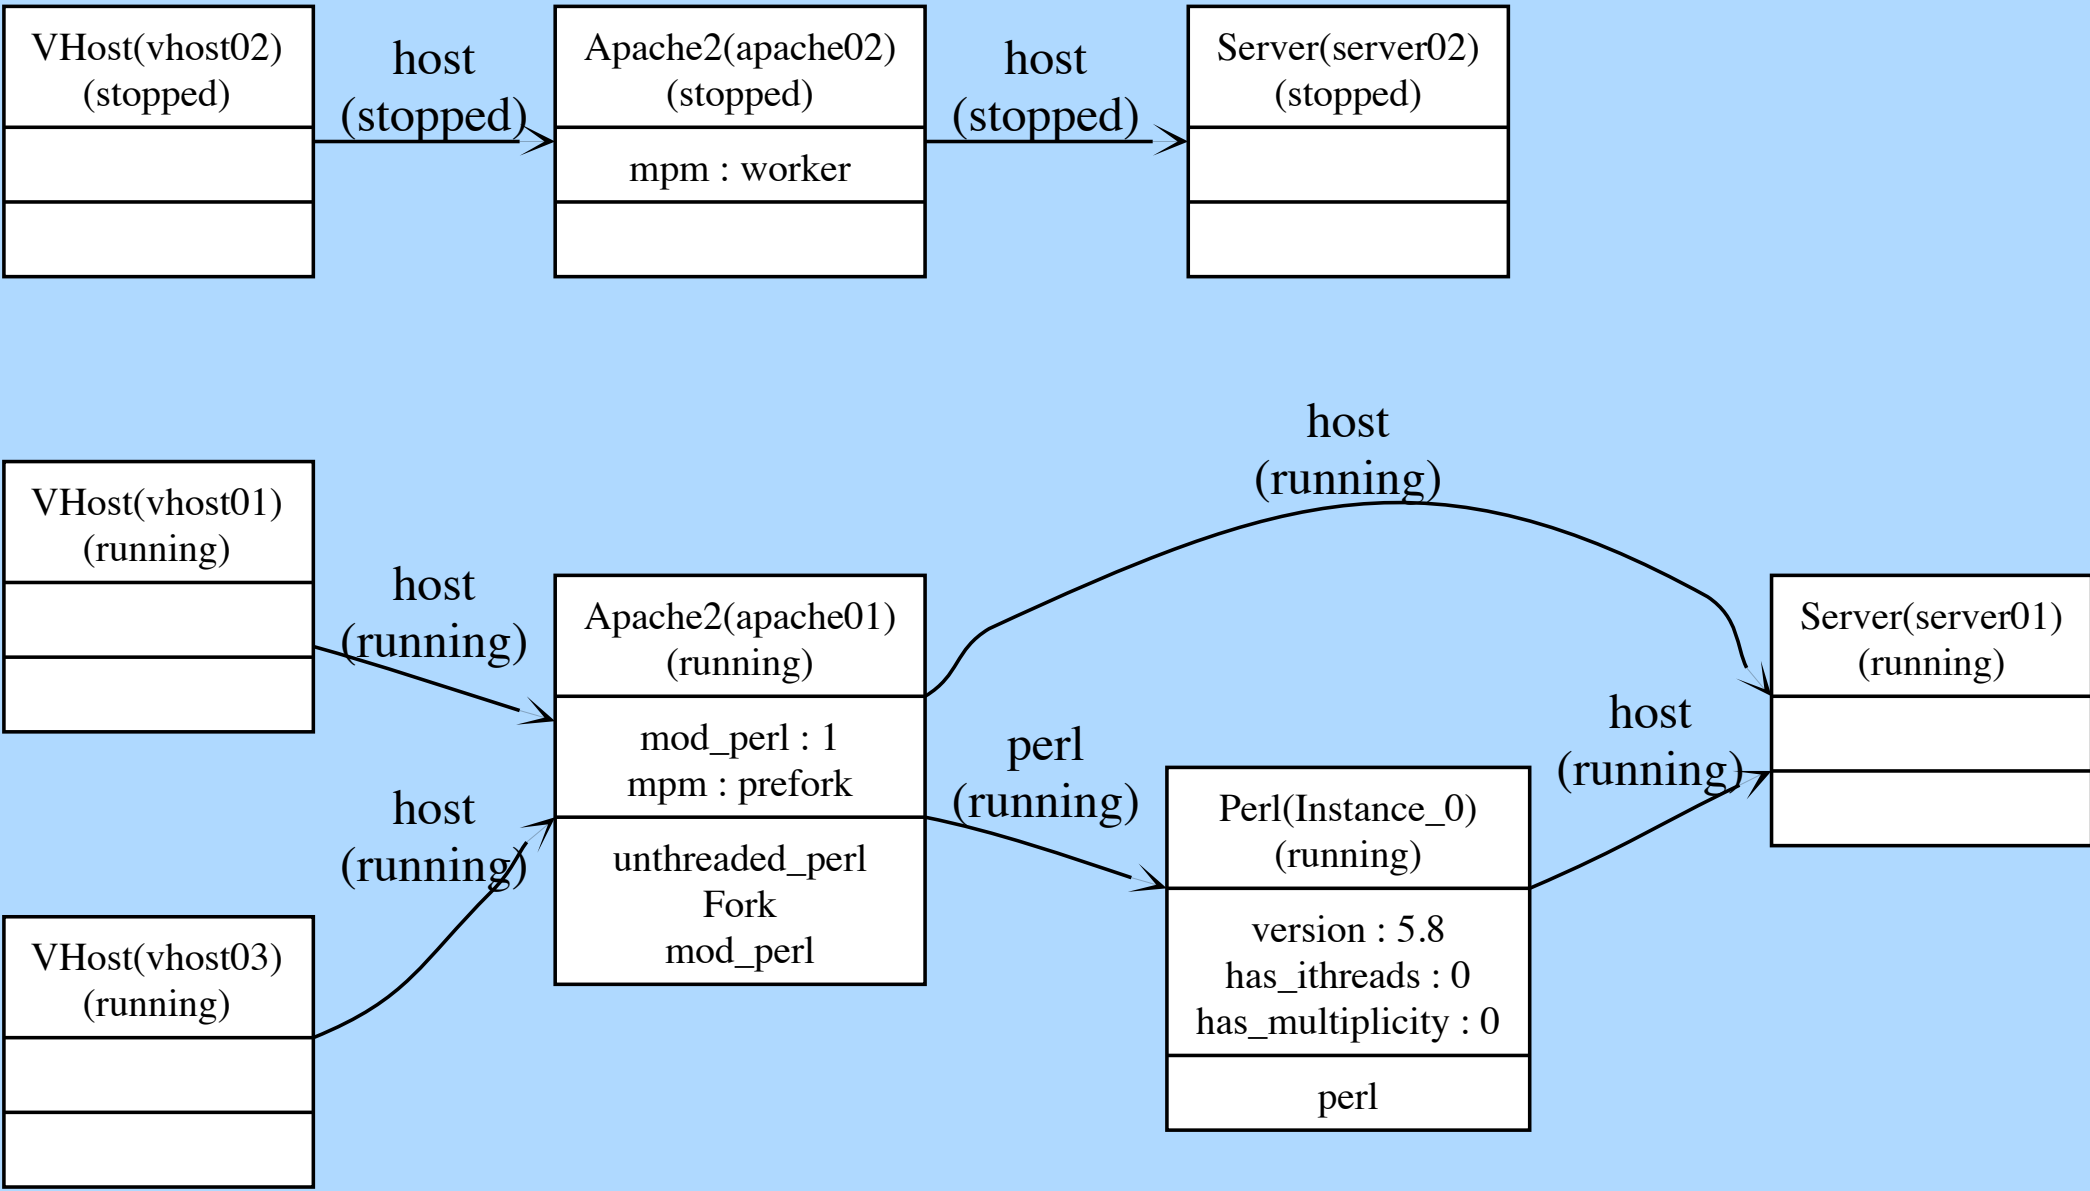 VHost(vhost02)
(stopped)
host
(stopped)
Apache2(apache02)
(stopped)
mpm : worker
host
(stopped)
Server(server02)
(stopped)
VHost(vhost01)
(running)
host
(running)
VHost(vhost03)
(running)
host
(running)
Apache2(apache01)
(running)
mod_perl : 1
mpm : prefork
unthreaded_perl
Fork
mod_perl
host
(running)
perl
(running)
Perl(Instance_0)
(running)
version : 5.8
has_ithreads : 0
has_multiplicity : 0
perl
host
(running)
Server(server01)
(running)